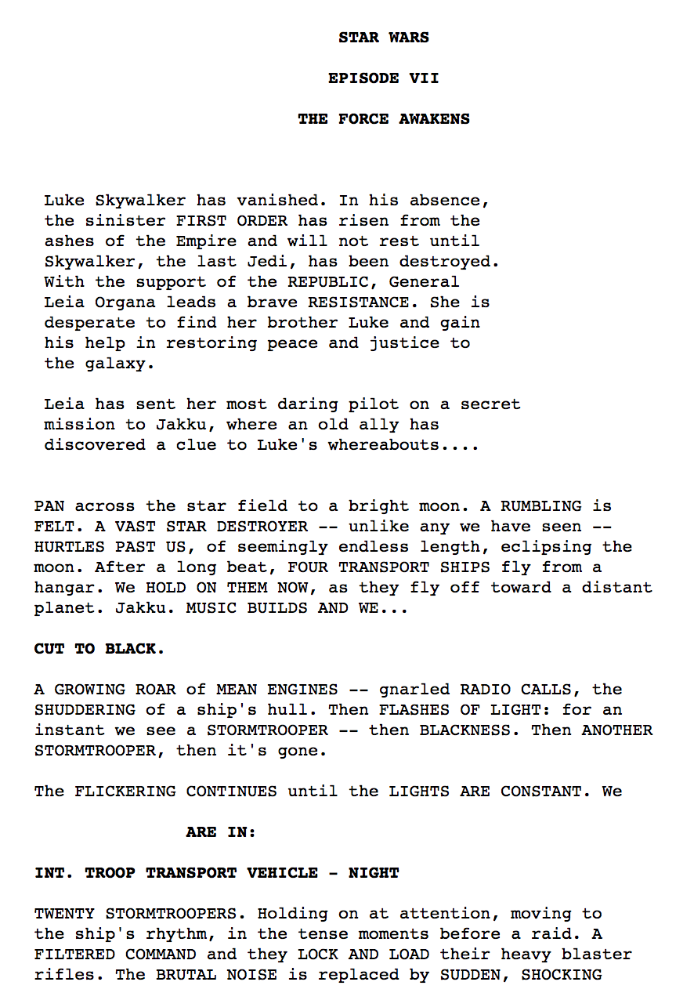 STAR WARS
EPISODE VII
THE FORCE AWAKENS
Luke Skywalker has vanished. In his absence,
the sinister FIRST ORDER has risen from the
ashes of the Empire and will not rest until
Skywalker, the last Jedi, has been destroyed.
With the support of the REPUBLIC, General
Leia Organa leads a brave RESISTANCE. She is
desperate to find her brother Luke and gain
his help in restoring peace and justice to
the galaxy.
Leia has sent her most daring pilot on a secret
mission to Jakku, where an old ally has
discovered a clue to Luke's whereabouts....
PAN across the star field to a bright moon. A RUMBLING is
FELT. A VAST STAR DESTROYER -- unlike any we have seen --
HURTLES PAST US, of seemingly endless length, eclipsing the
moon. After a long beat, FOUR TRANSPORT SHIPS fly from a
hangar. We HOLD ON THEM NOW, as they fly off toward a distant
planet. Jakku. MUSIC BUILDS AND WE...
CUT TO BLACK.
A GROWING ROAR of MEAN ENGINES -- gnarled RADIO CALLS, the
SHUDDERING of a ship's hull. Then FLASHES OF LIGHT: for an
instant we see a STORMTROOPER -- then BLACKNESS. Then ANOTHER
STORMTROOPER, then it's gone.
The FLICKERING CONTINUES until the LIGHTS ARE CONSTANT. We
ARE IN:
INT. TROOP TRANSPORT VEHICLE - NIGHT
TWENTY STORMTROOPERS. Holding on at attention, moving to
the ship's rhythm, in the tense moments before a raid. A
FILTERED COMMAND and they LOCK AND LOAD their heavy blaster
rifles. The BRUTAL NOISE is replaced by SUDDEN, SHOCKING